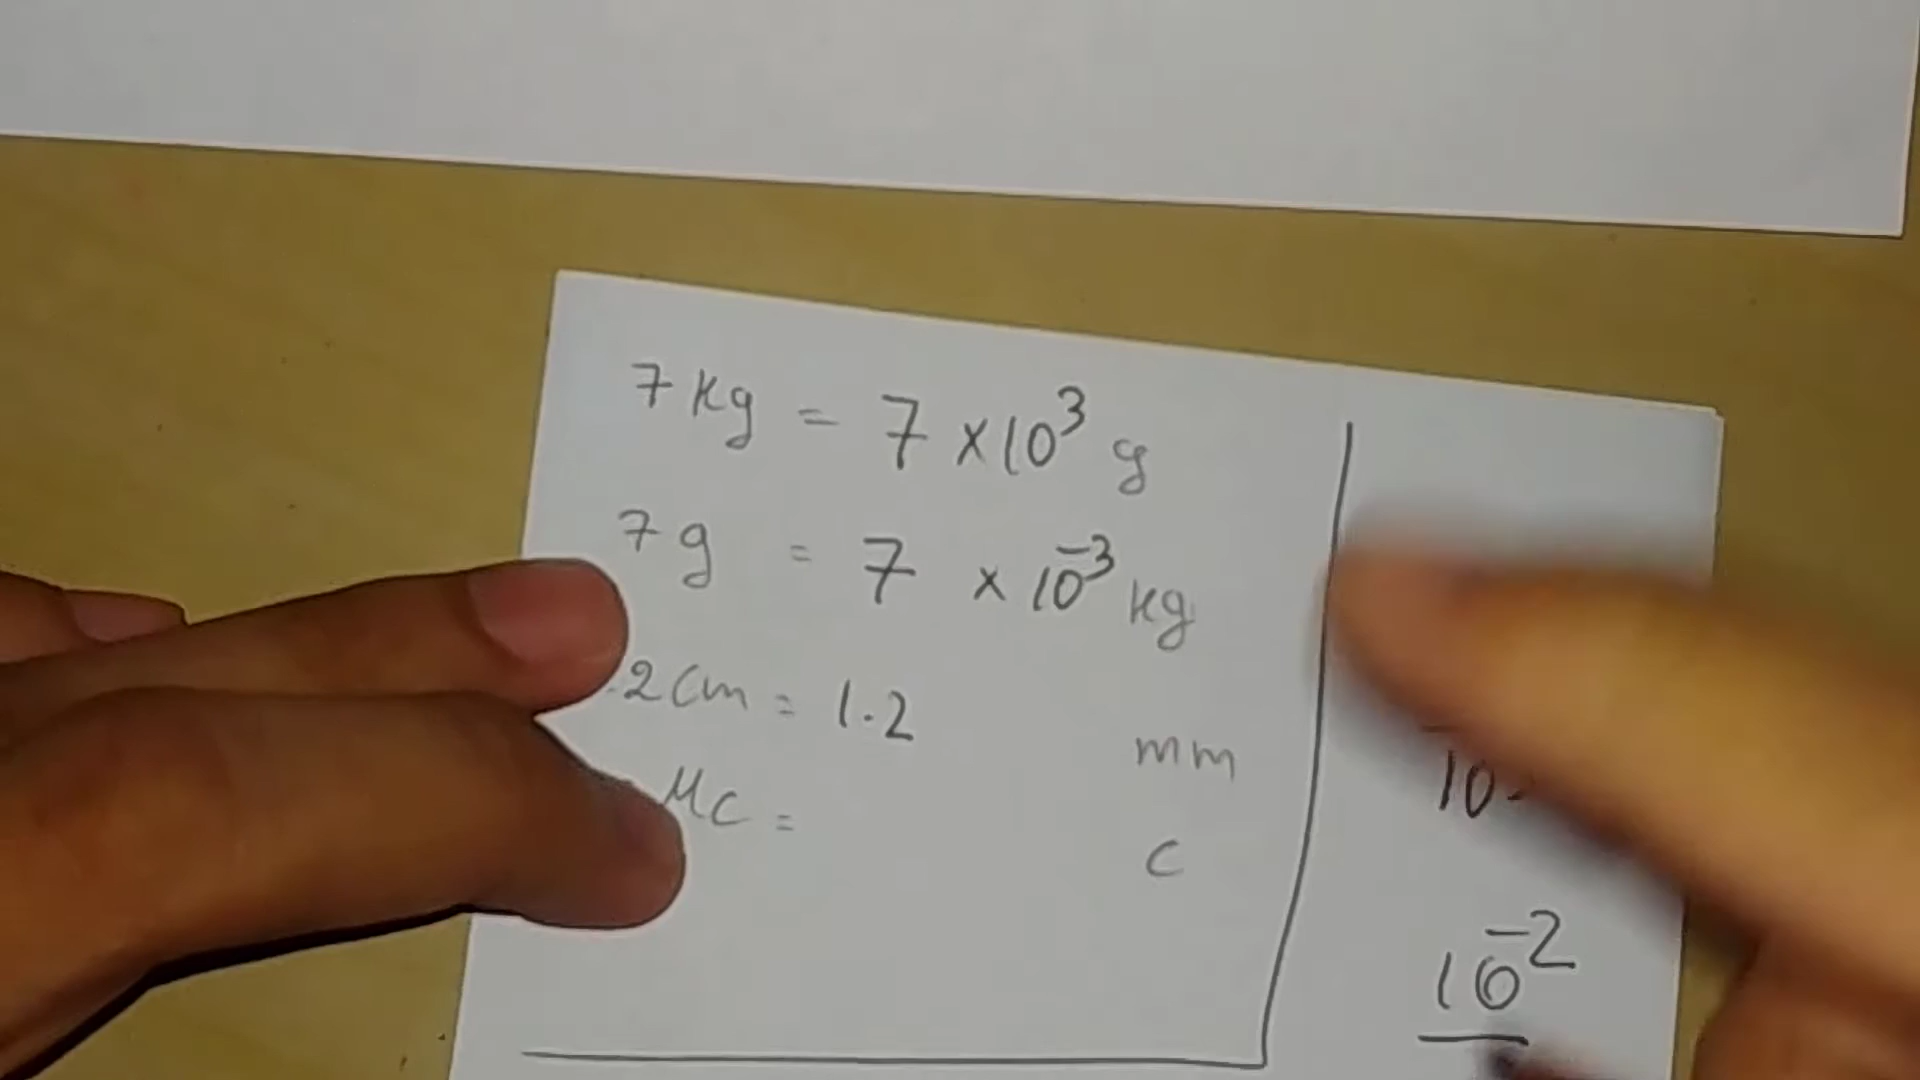 7 kg = 7 ×10³ g
7 g = 7 ×10⁻³ kg
.2 cm = 1.2 mm
μc = c
10
10⁻²